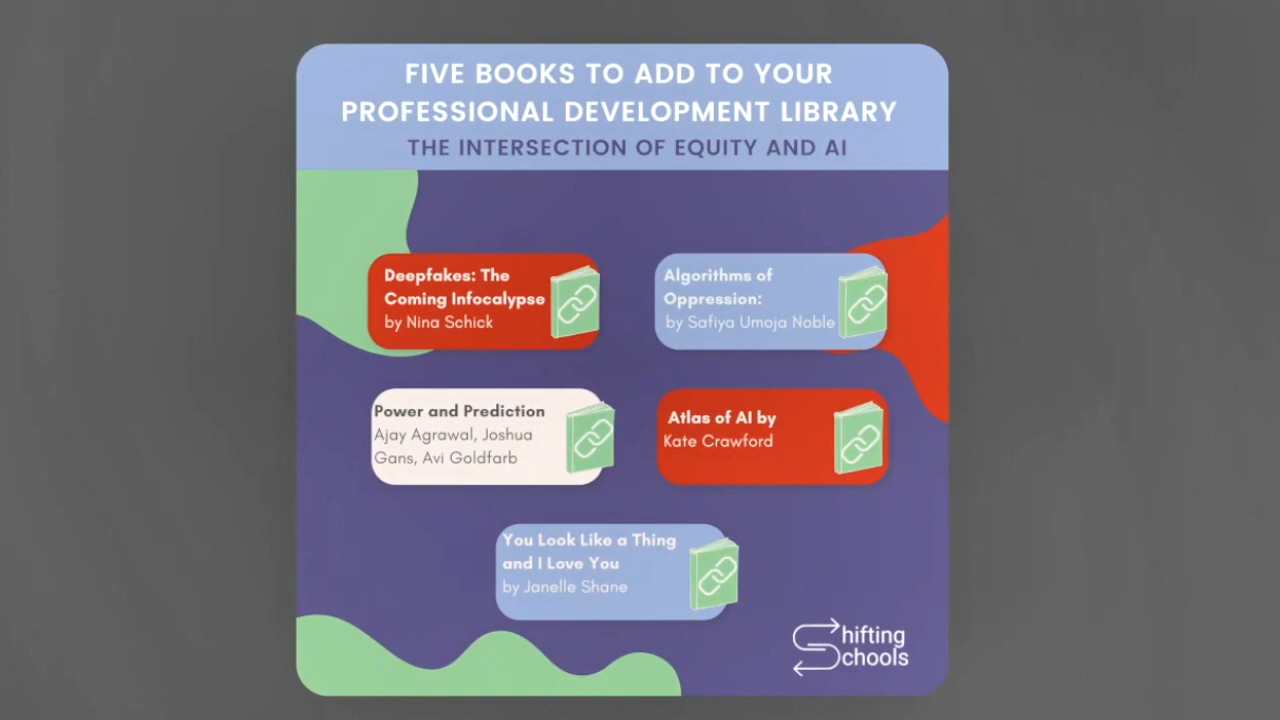 FIVE BOOKS TO ADD TO YOUR
PROFESSIONAL DEVELOPMENT LIBRARY
THE INTERSECTION OF EQUITY AND AI
Deepfakes: The
Coming Infocalypse
by Nina Schick
Algorithms of
Oppression:
by Safiya Umoja Noble
Power and Prediction
Ajay Agrawal, Joshua
Gans, Avi Goldfarb
Atlas of AI by
Kate Crawford
You Look Like a Thing
and I Love You
by Janelle Shane
Shifting
Schools